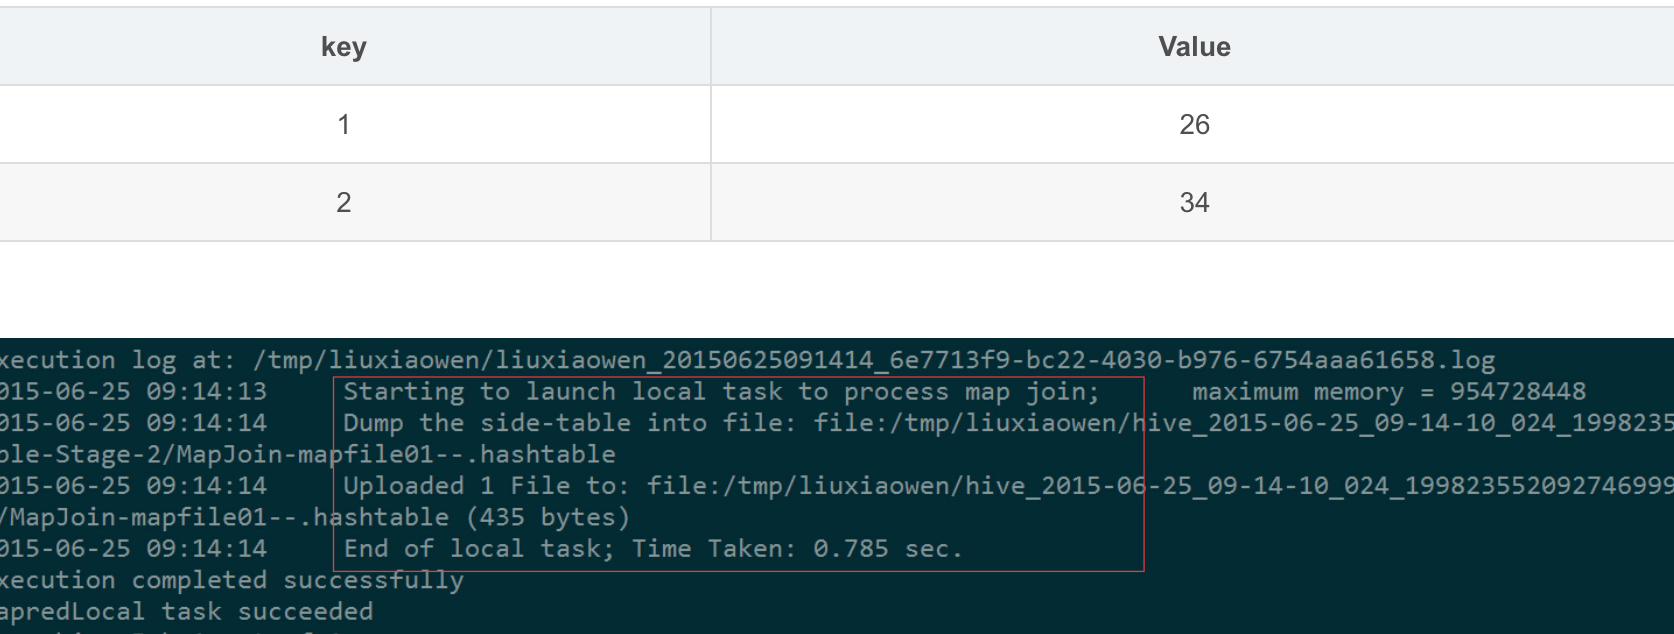 key Value
1 26
2 34
xecution log at: /tmp/liuxiaowen/liuxiaowen_20150625091414_6e7713f9-bc22-4030-b976-6754aaa61658.log
015-06-25 09:14:13 Starting to launch local task to process map join; maximum memory = 954728448
015-06-25 09:14:14 Dump the side-table into file: file:/tmp/liuxiaowen/hive_2015-06-25_09-14-10_024_1998235
ble-Stage-2/MapJoin-mapfile01--.hashtable
015-06-25 09:14:14 Uploaded 1 File to: file:/tmp/liuxiaowen/hive_2015-06-25_09-14-10_024_199823552092746999
/MapJoin-mapfile01--.hashtable (435 bytes)
015-06-25 09:14:14 End of local task; Time Taken: 0.785 sec.
xecution completed successfully
apredLocal task succeeded